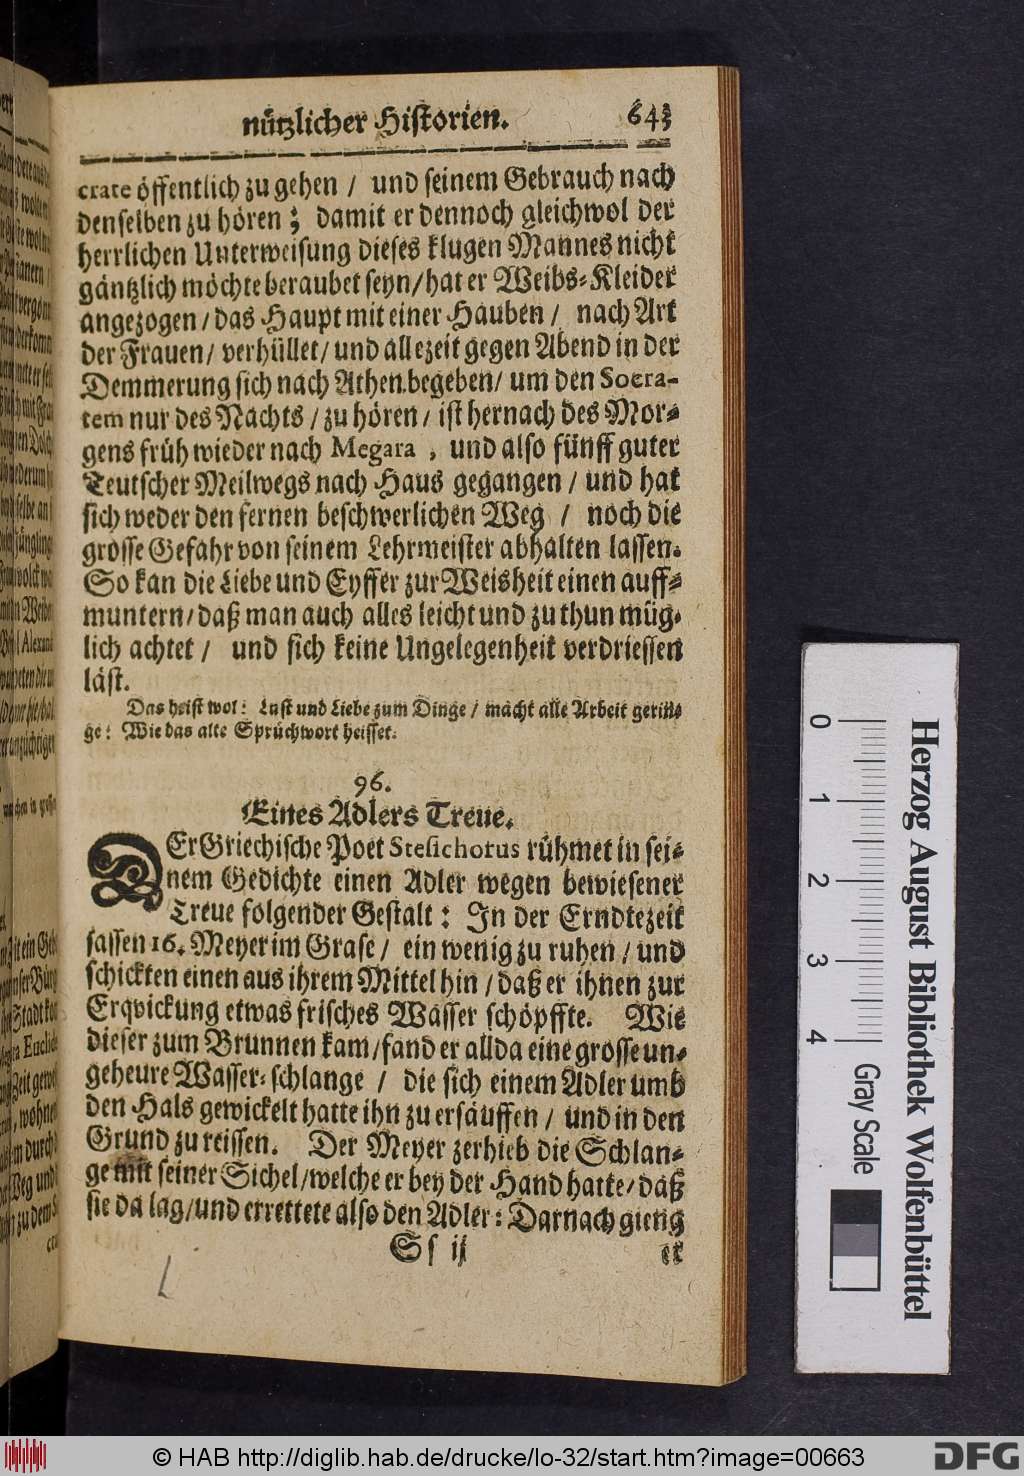 nützlicher Historien. 643
crate öffentlich zu gehen / und seinem Gebrauch nach
denselben zu hören ; damit er dennoch gleichwol der
herrlichen Unterweisung dieses klugen Mannes nicht
gäntzlich möchte beraubet seyn / hat er Weibs-Kleider
angezogen / das Haupt mit einer Hauben / nach Art
der Frauen / verhüllet / und allezeit gegen Abend in der
Demmerung sich nach Athen begeben / um den Socra-
tem nur des Nachts / zu hören / ist hernach des Mor-
gens früh wieder nach Megara , und also fünff guter
Teutscher Meilwegs nach Haus gegangen / und hat
sich weder den fernen beschwerlichen Weg / noch die
grosse Gefahr von seinem Lehrmeister abhalten lassen.
So kan die Liebe und Eyffer zur Weisheit einen auff-
muntern / daß man auch alles leicht und zu thun müg-
lich achtet / und sich keine Ungelegenheit verdriessen
läst.
Das heist wol: Lust und Liebe zum Dinge / macht alle Arbeit gerin-
ge: Wie das alte Sprüchwort heisset.
96.
Eines Adlers Treue.
DEr Griechische Poet Stesichorus rühmet in sei-
nem Gedichte einen Adler wegen bewiesener
Treue folgender Gestalt: In der Erndtezeit
sassen 16. Meyer im Grase / ein wenig zu ruhen / und
schickten einen aus ihrem Mittel hin / daß er ihnen zur
Erqvickung etwas frisches Wasser schöpffte. Wie
dieser zum Brunnen kam / fand er allda eine grosse un-
geheure Wasser-schlange / die sich einem Adler umb
den Hals gewickelt hatte ihn zu ersäuffen / und in den
Grund zu reissen. Der Meyer zerhieb die Schlan-
ge mit seiner Sichel / welche er bey der Hand hatte / daß
sie da lag / und errettete also den Adler: Darnach gieng
Ss ij er
Herzog August Bibliothek Wolfenbüttel
0 1 2 3 4 Gray Scale
© HAB http://diglib.hab.de/drucke/lo-32/start.htm?image=00663
DFG